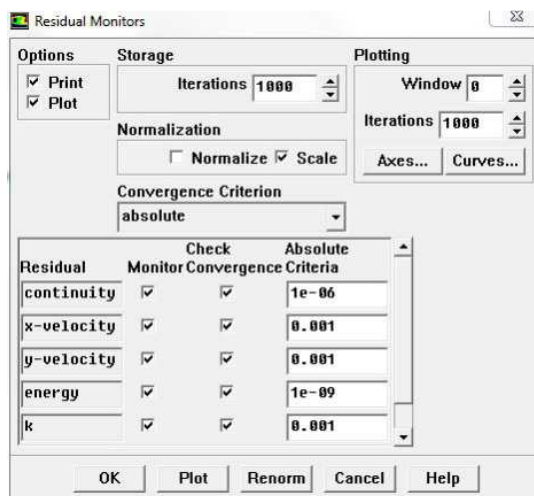 Residual Monitors
Options
Print
Plot
Storage
Iterations 1000
Normalization
Normalize Scale
Convergence Criterion
absolute
Plotting
Window 0
Iterations 1000
Axes... Curves...
Residual Monitor Check Convergence Absolute Criteria
continuity 1e-06
x-velocity 0.001
y-velocity 0.001
energy 1e-09
k 0.001
OK Plot Renorm Cancel Help